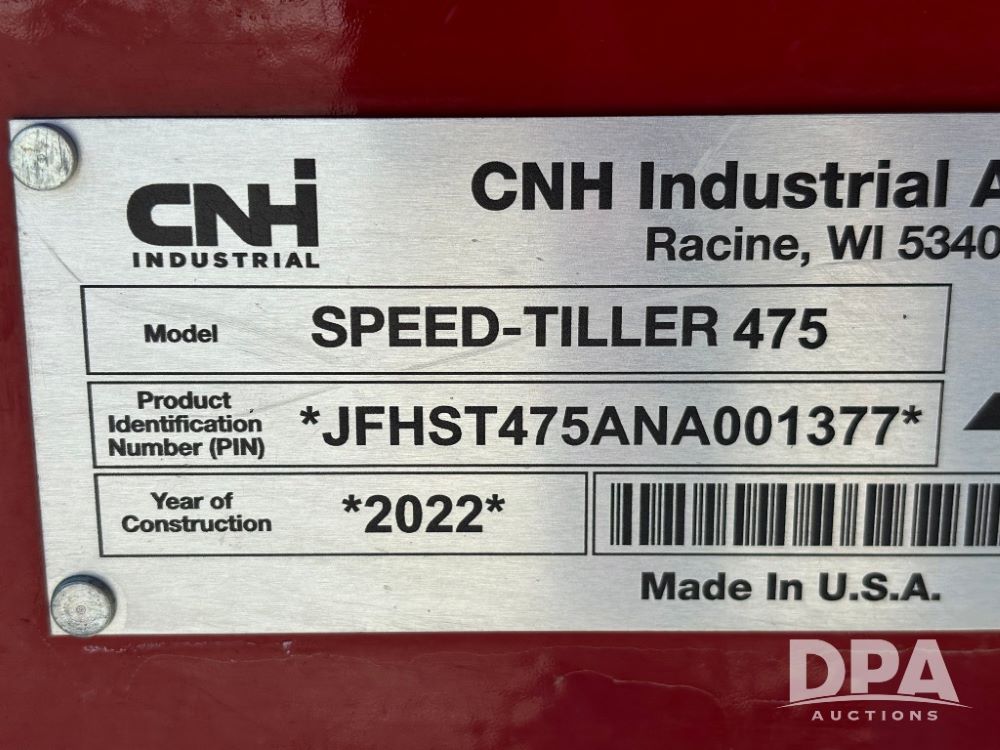 CNH
INDUSTRIAL
CNH Industrial A
Racine, WI 5340
Model
SPEED-TILLER 475
Product
Identification
Number (PIN)
*JFHST475ANA001377*
Year of
Construction
*2022*
Made In U.S.A.
DPA
AUCTIONS